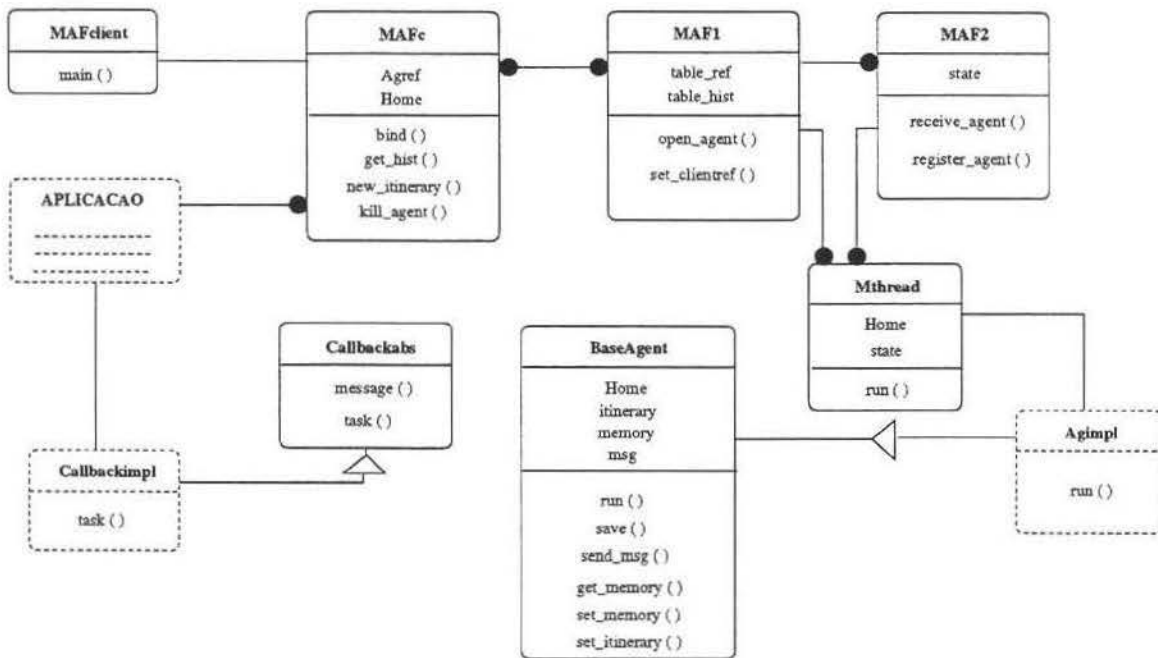 MAFclient
main ( )
MAFc
Agref
Home
bind ( )
get_hist ( )
new_itinerary ( )
kill_agent ( )
MAF1
table_ref
table_hist
open_agent ( )
set_clientref ( )
MAF2
state
receive_agent ( )
register_agent ( )
APLICACAO
Mthread
Home
state
run ( )
Callbackabs
message ( )
task ( )
BaseAgent
Home
itinerary
memory
msg
run ( )
save ( )
send_msg ( )
get_memory ( )
set_memory ( )
set_itinerary ( )
Callbackimpl
task ( )
Agimpl
run ( )